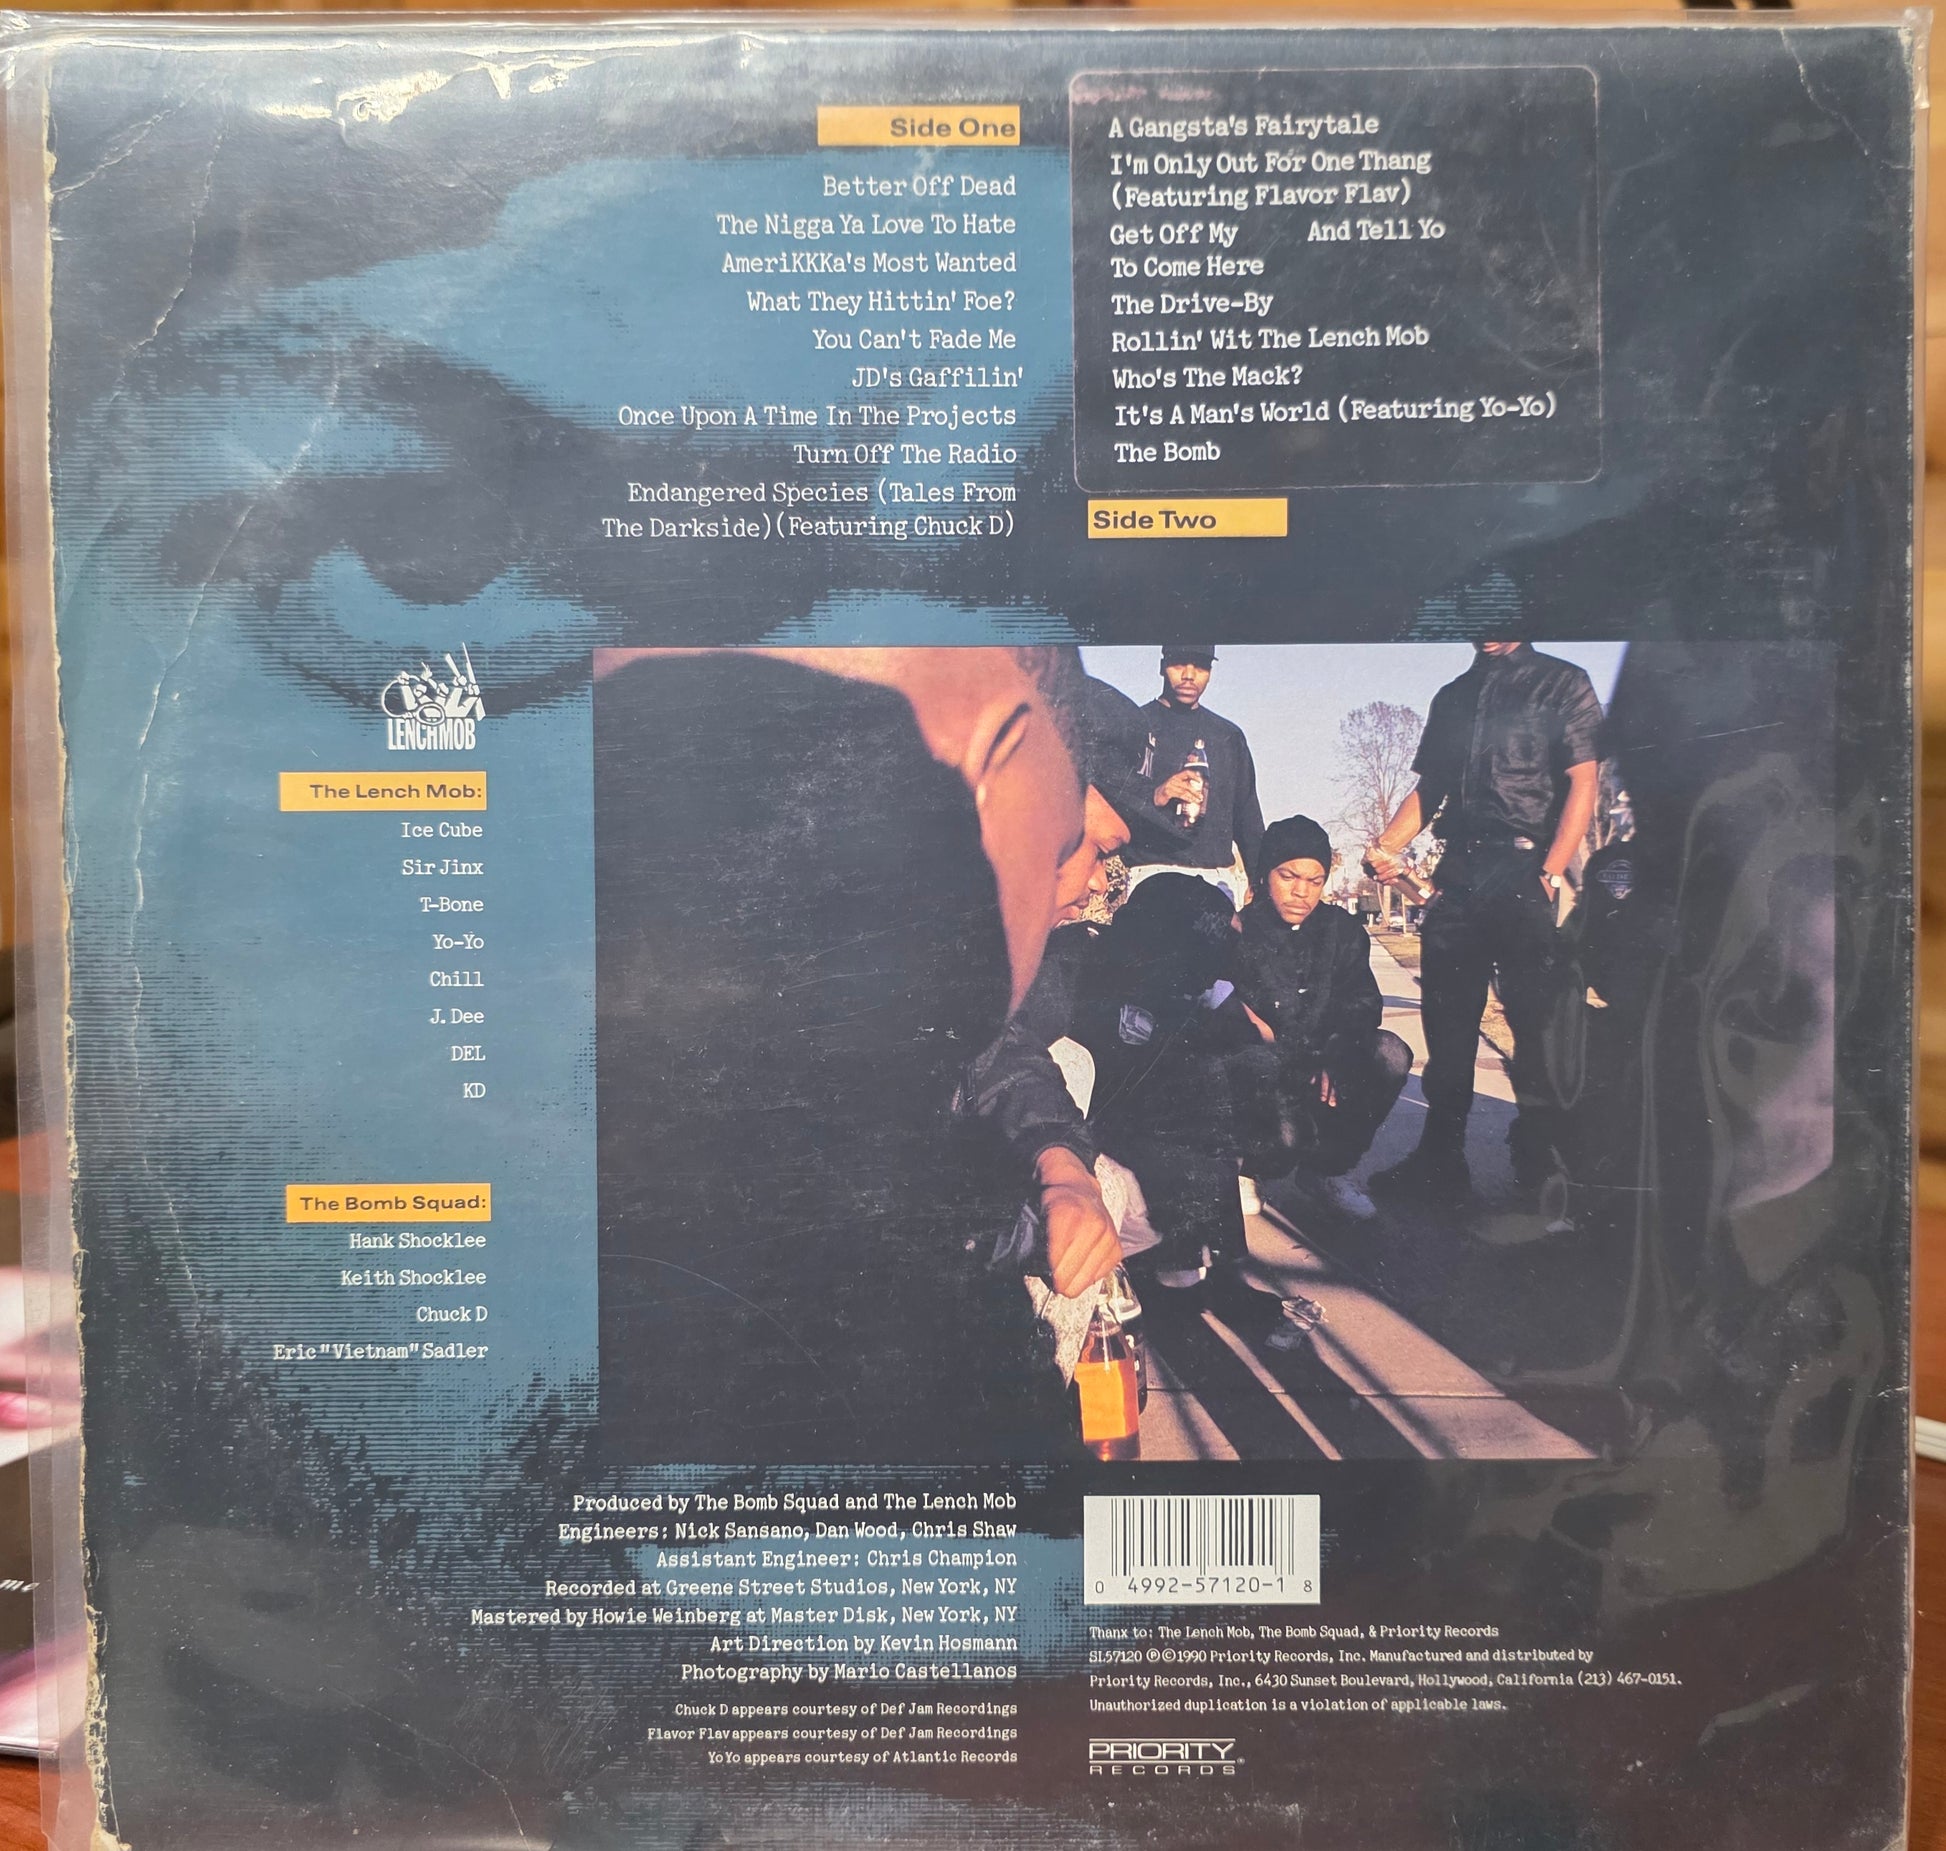 Side One
Better Off Dead
The Nigga Ya Love To Hate
AmeriKKKa's Most Wanted
What They Hittin' Foe?
You Can't Fade Me
JD's Gaffilin'
Once Upon A Time In The Projects
Turn Off The Radio
Endangered Species (Tales From
The Darkside)(Featuring Chuck D)
A Gangsta's Fairytale
I'm Only Out For One Thang
(Featuring Flavor Flav)
Get Off My And Tell Yo
To Come Here
The Drive-By
Rollin' Wit The Lench Mob
Who's The Mack?
It's A Man's World (Featuring Yo-Yo)
The Bomb
Side Two
LENCHMOB
The Lench Mob:
Ice Cube
Sir Jinx
T-Bone
Yo-Yo
Chill
J. Dee
DEL
KD
The Bomb Squad:
Hank Shocklee
Keith Shocklee
Chuck D
Eric "Vietnam" Sadler
Produced by The Bomb Squad and The Lench Mob
Engineers: Nick Sansano, Dan Wood, Chris Shaw
Assistant Engineer: Chris Champion
Recorded at Greene Street Studios, New York, NY
Mastered by Howie Weinberg at Master Disk, New York, NY
Art Direction by Kevin Hosmann
Photography by Mario Castellanos
Chuck D appears courtesy of Def Jam Recordings
Flavor Flav appears courtesy of Def Jam Recordings
YoYo appears courtesy of Atlantic Records
0 4992-57120-1 8
Thanx to: The Lench Mob, The Bomb Squad, & Priority Records
SL57120 ℗©1990 Priority Records, Inc. Manufactured and distributed by
Priority Records, Inc., 6430 Sunset Boulevard, Hollywood, California (213) 467-0151.
Unauthorized duplication is a violation of applicable laws.
PRIORITY
RECORDS
me